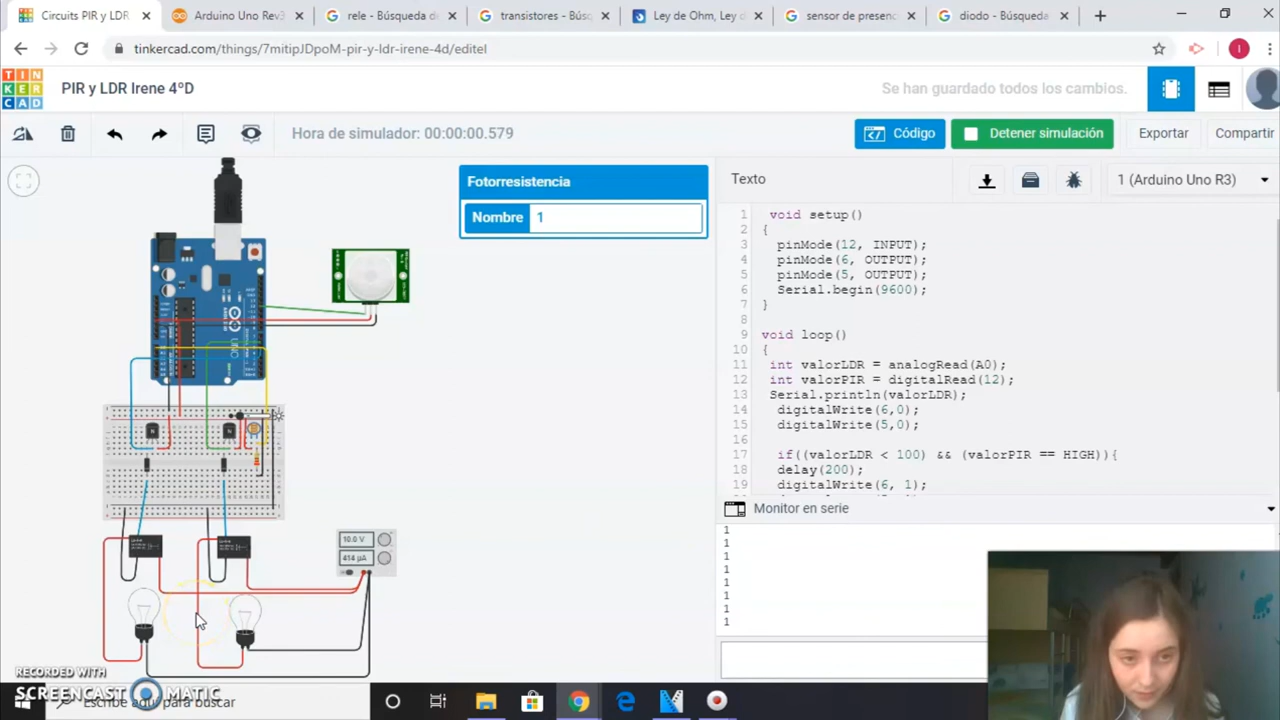 Circuits PIR y LDR
Arduino Uno Rev3
rele - Búsqueda de
transistores - Búsq
Ley de Ohm, Ley d
sensor de presenc
diodo - Búsqueda
tinkercad.com/things/7mitipJDpoM-pir-y-ldr-irene-4d/editel
I
TIN
KER
CAD
PIR y LDR Irene 4ºD
Se han guardado todos los cambios.
Hora de simulador: 00:00:00.579
Código
Detener simulación
Exportar
Compartir
Fotorresistencia
Nombre 1
Texto
1 (Arduino Uno R3)
1 void setup()
2 {
3 pinMode(12, INPUT);
4 pinMode(6, OUTPUT);
5 pinMode(5, OUTPUT);
6 Serial.begin(9600);
7 }
8
9 void loop()
10 {
11 int valorLDR = analogRead(A0);
12 int valorPIR = digitalRead(12);
13 Serial.println(valorLDR);
14 digitalWrite(6,0);
15 digitalWrite(5,0);
16
17 if((valorLDR < 100) && (valorPIR == HIGH)){
18 delay(200);
19 digitalWrite(6, 1);
Monitor en serie
1
1
1
1
1
1
1
1
UNO
10.0 V
414 µA
RECORDED WITH
SCREENCAST MATIC
Escribe aquí para buscar